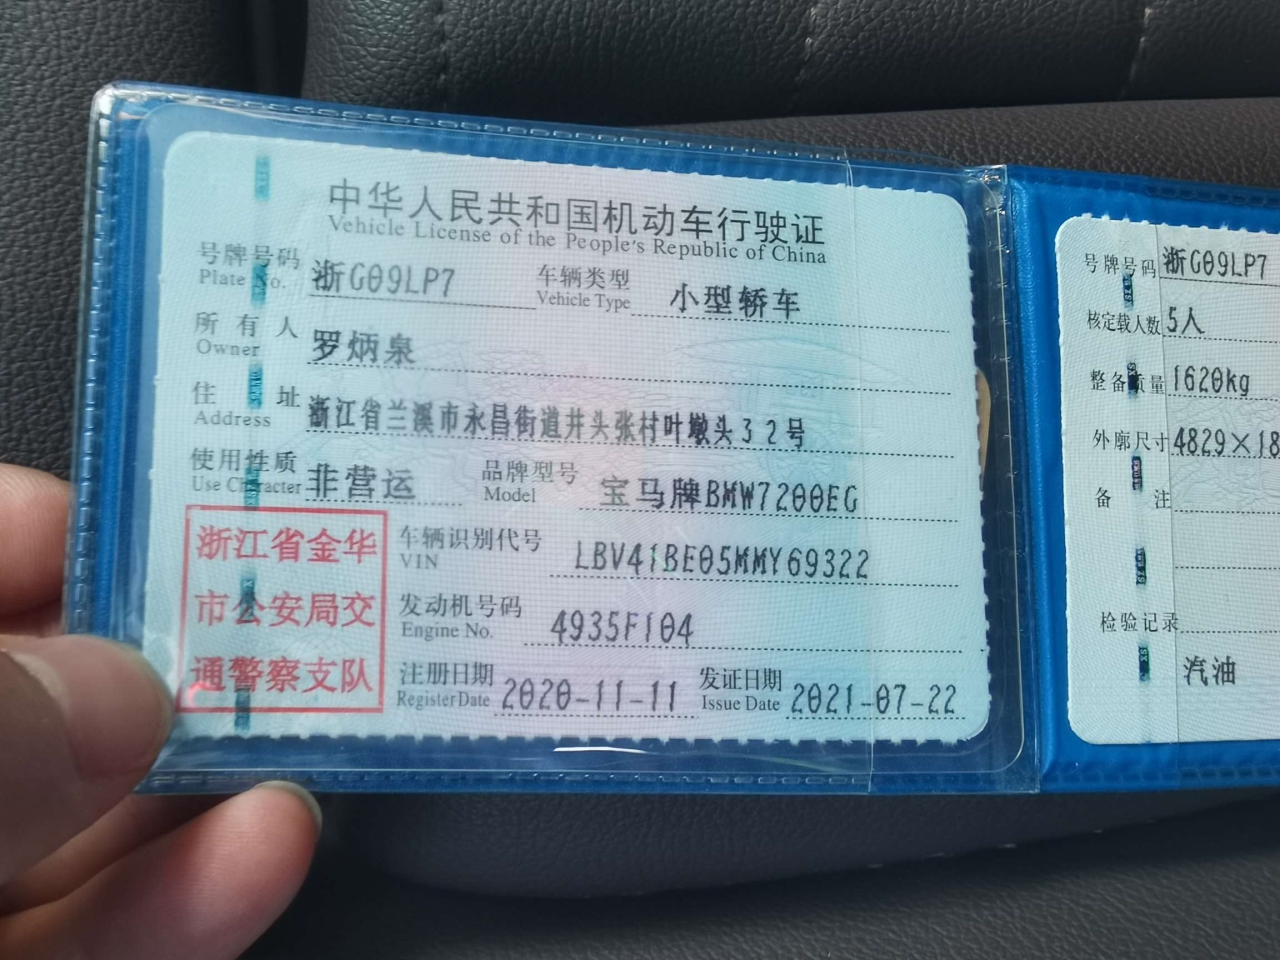 中华人民共和国机动车行驶证
Vehicle License of the People's Republic of China
号牌号码 浙G09LP7 车辆类型 小型轿车
Plate No. Vehicle Type
所有人 罗炳泉
Owner
住址 浙江省兰溪市永昌街道井头张村叶墩头32号
Address
使用性质 非营运 品牌型号 宝马牌BMW7200EG
Use Character Model
浙江省金华
市公安局交
通警察支队
车辆识别代号 LBV41BE05MMY69322
VIN
发动机号码 4935F104
Engine No.
注册日期 2020-11-11 发证日期 2021-07-22
Register Date Issue Date
号牌号码 浙G09LP7
核定载人数 5人
整备质量 1620kg
外廓尺寸 4829×18
备注
检验记录
汽油